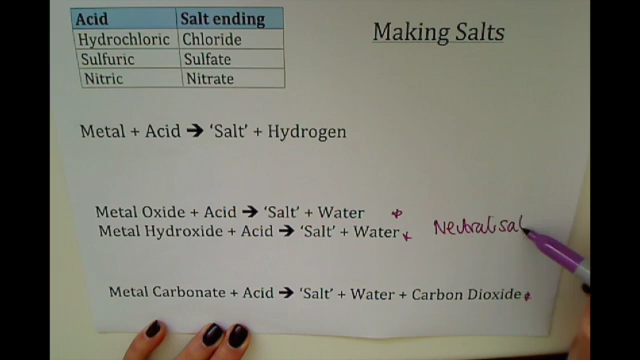 Acid Salt ending
Hydrochloric Chloride
Sulfuric Sulfate
Nitric Nitrate
Making Salts
Metal + Acid ➔ 'Salt' + Hydrogen
Metal Oxide + Acid ➔ 'Salt' + Water *
Metal Hydroxide + Acid ➔ 'Salt' + Water *
Neutralisa
Metal Carbonate + Acid ➔ 'Salt' + Water + Carbon Dioxide *